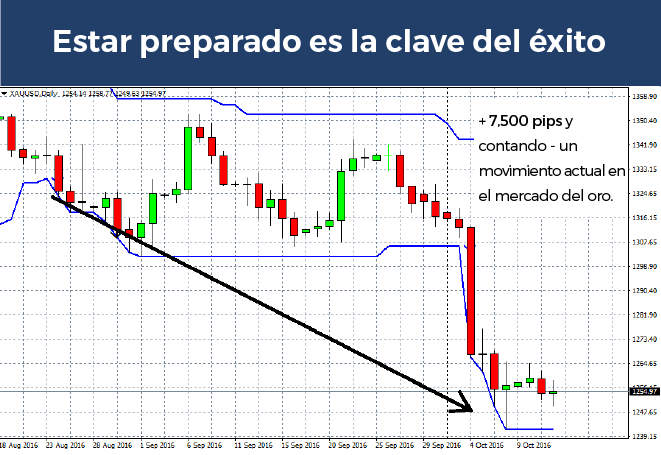 Estar preparado es la clave del éxito
XAUUSD,Daily 1254.14 1258.77 1249.63 1254.97
+7,500 pips y
contando - un
movimiento actual en
el mercado del oro.
1358.90
1350.40
1341.90
1333.40
1324.65
1316.15
1307.65
1298.90
1290.40
1281.90
1273.40
1264.65
1254.97
1247.65
1239.15
18 Aug 2016 23 Aug 2016 28 Aug 2016 1 Sep 2016 6 Sep 2016 11 Sep 2016 15 Sep 2016 20 Sep 2016 25 Sep 2016 29 Sep 2016 4 Oct 2016 9 Oct 2016